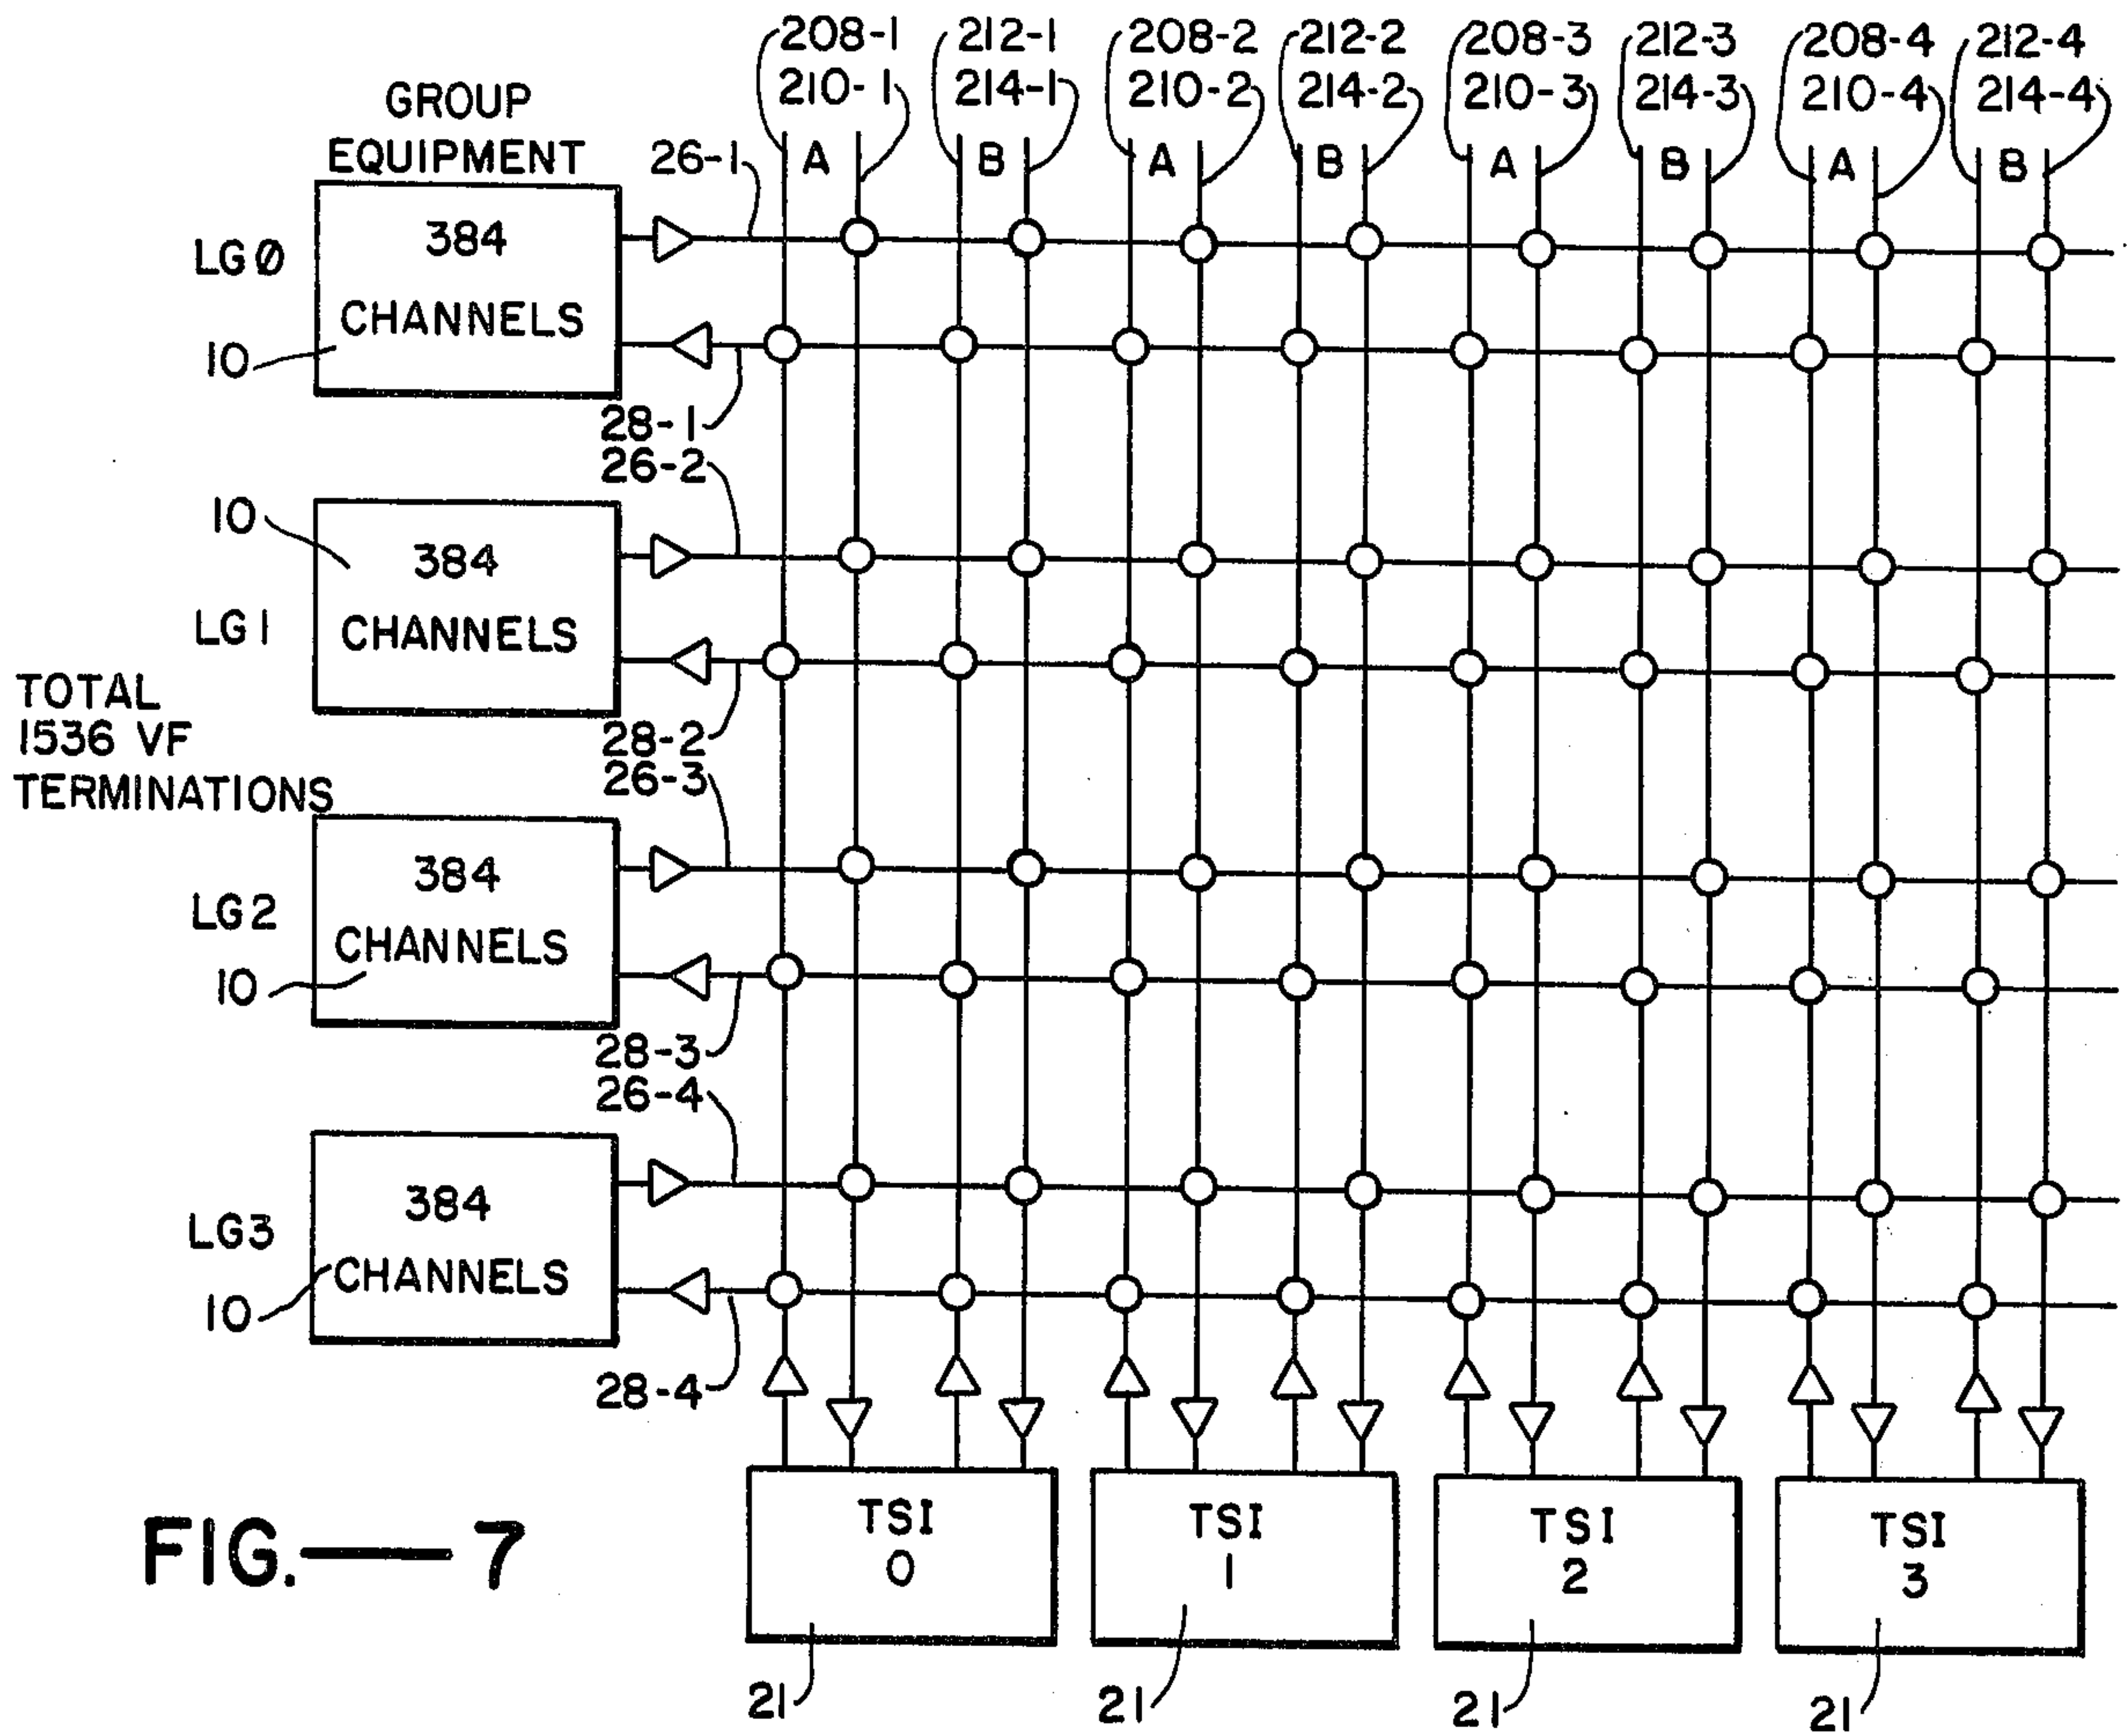 208-1 212-1 208-2 212-2 208-3 212-3 208-4 212-4
210-1 214-1 210-2 214-2 210-3 214-3 210-4 214-4
GROUP
EQUIPMENT
26-1
A B A B A B A B
LGØ
384
CHANNELS
10
28-1
26-2
10
384
LG1
CHANNELS
TOTAL
1536 VF
TERMINATIONS
28-2
26-3
384
LG2
CHANNELS
10
28-3
26-4
384
LG3
CHANNELS
10
28-4
TSI
0
TSI
1
TSI
2
TSI
3
FIG.—7
21 21 21 21